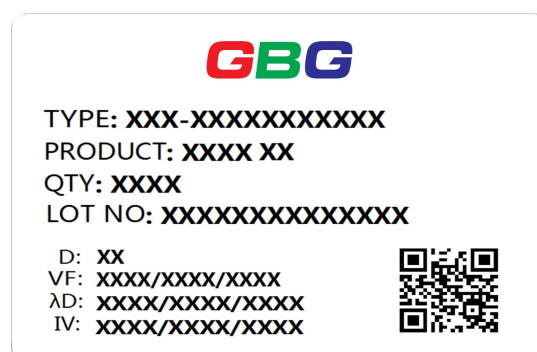 GBG
TYPE: XXX-XXXXXXXXXXX
PRODUCT: XXXX XX
QTY: XXXX
LOT NO: XXXXXXXXXXXXXX
D: XX
VF: XXXX/XXXX/XXXX
λD: XXXX/XXXX/XXXX
IV: XXXX/XXXX/XXXX